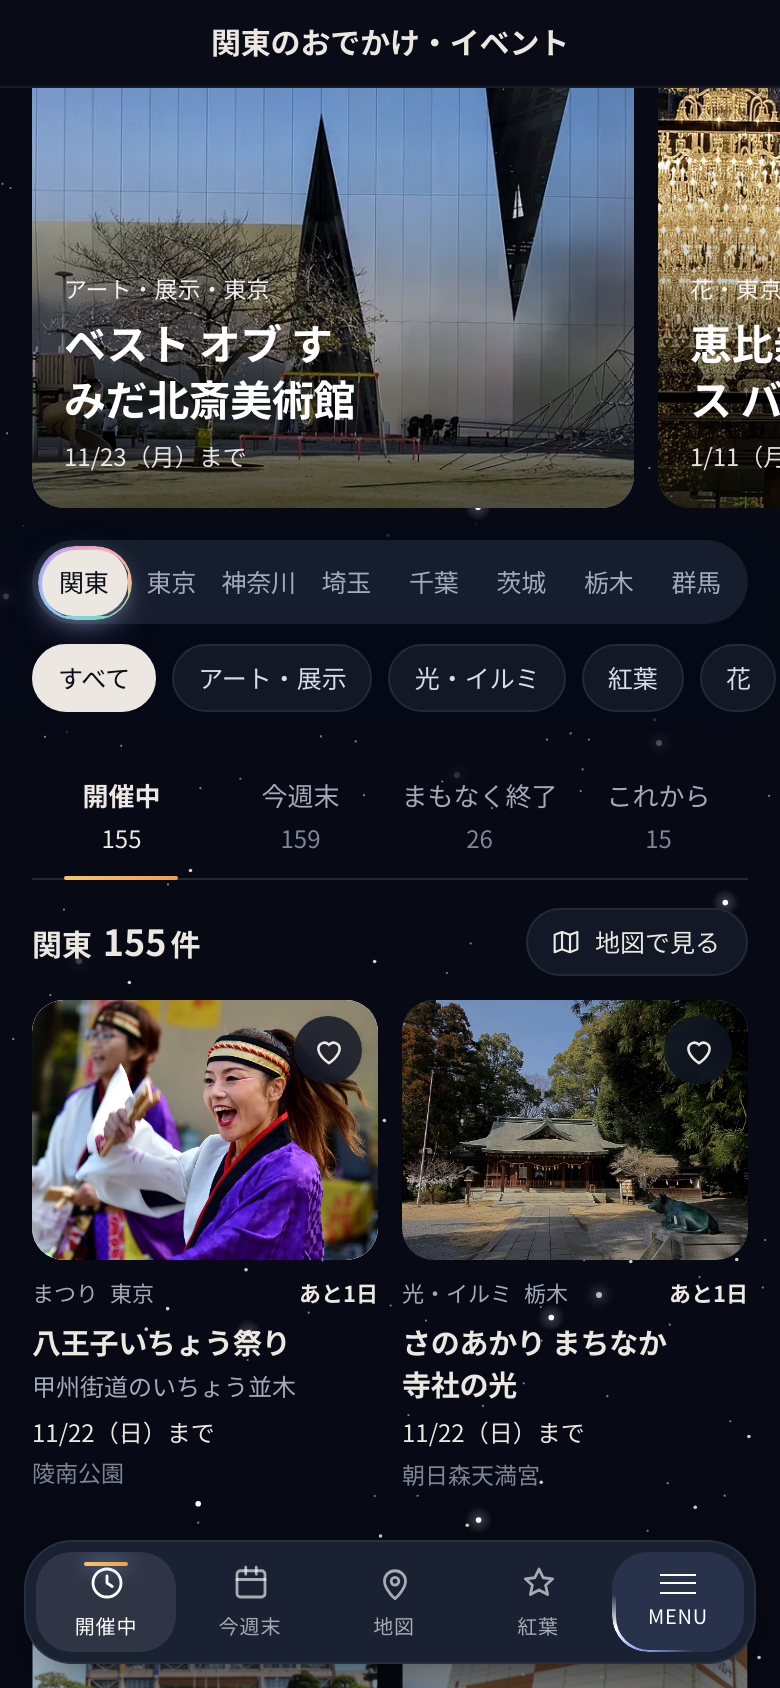 関東のおでかけ・イベント
アート・展示・東京
ベスト オブ す
みだ北斎美術館
11/23（月）まで
花・東京
恵比
ス バ
1/11（月
関東 東京 神奈川 埼玉 千葉 茨城 栃木 群馬
すべて アート・展示 光・イルミ 紅葉 花
開催中 今週末 まもなく終了 これから
155 159 26 15
関東 155件
地図で見る
まつり 東京 あと1日
八王子いちょう祭り
甲州街道のいちょう並木
11/22（日）まで
陵南公園
光・イルミ 栃木 あと1日
さのあかり まちなか
寺社の光
11/22（日）まで
朝日森天満宮
開催中 今週末 地図 紅葉 MENU